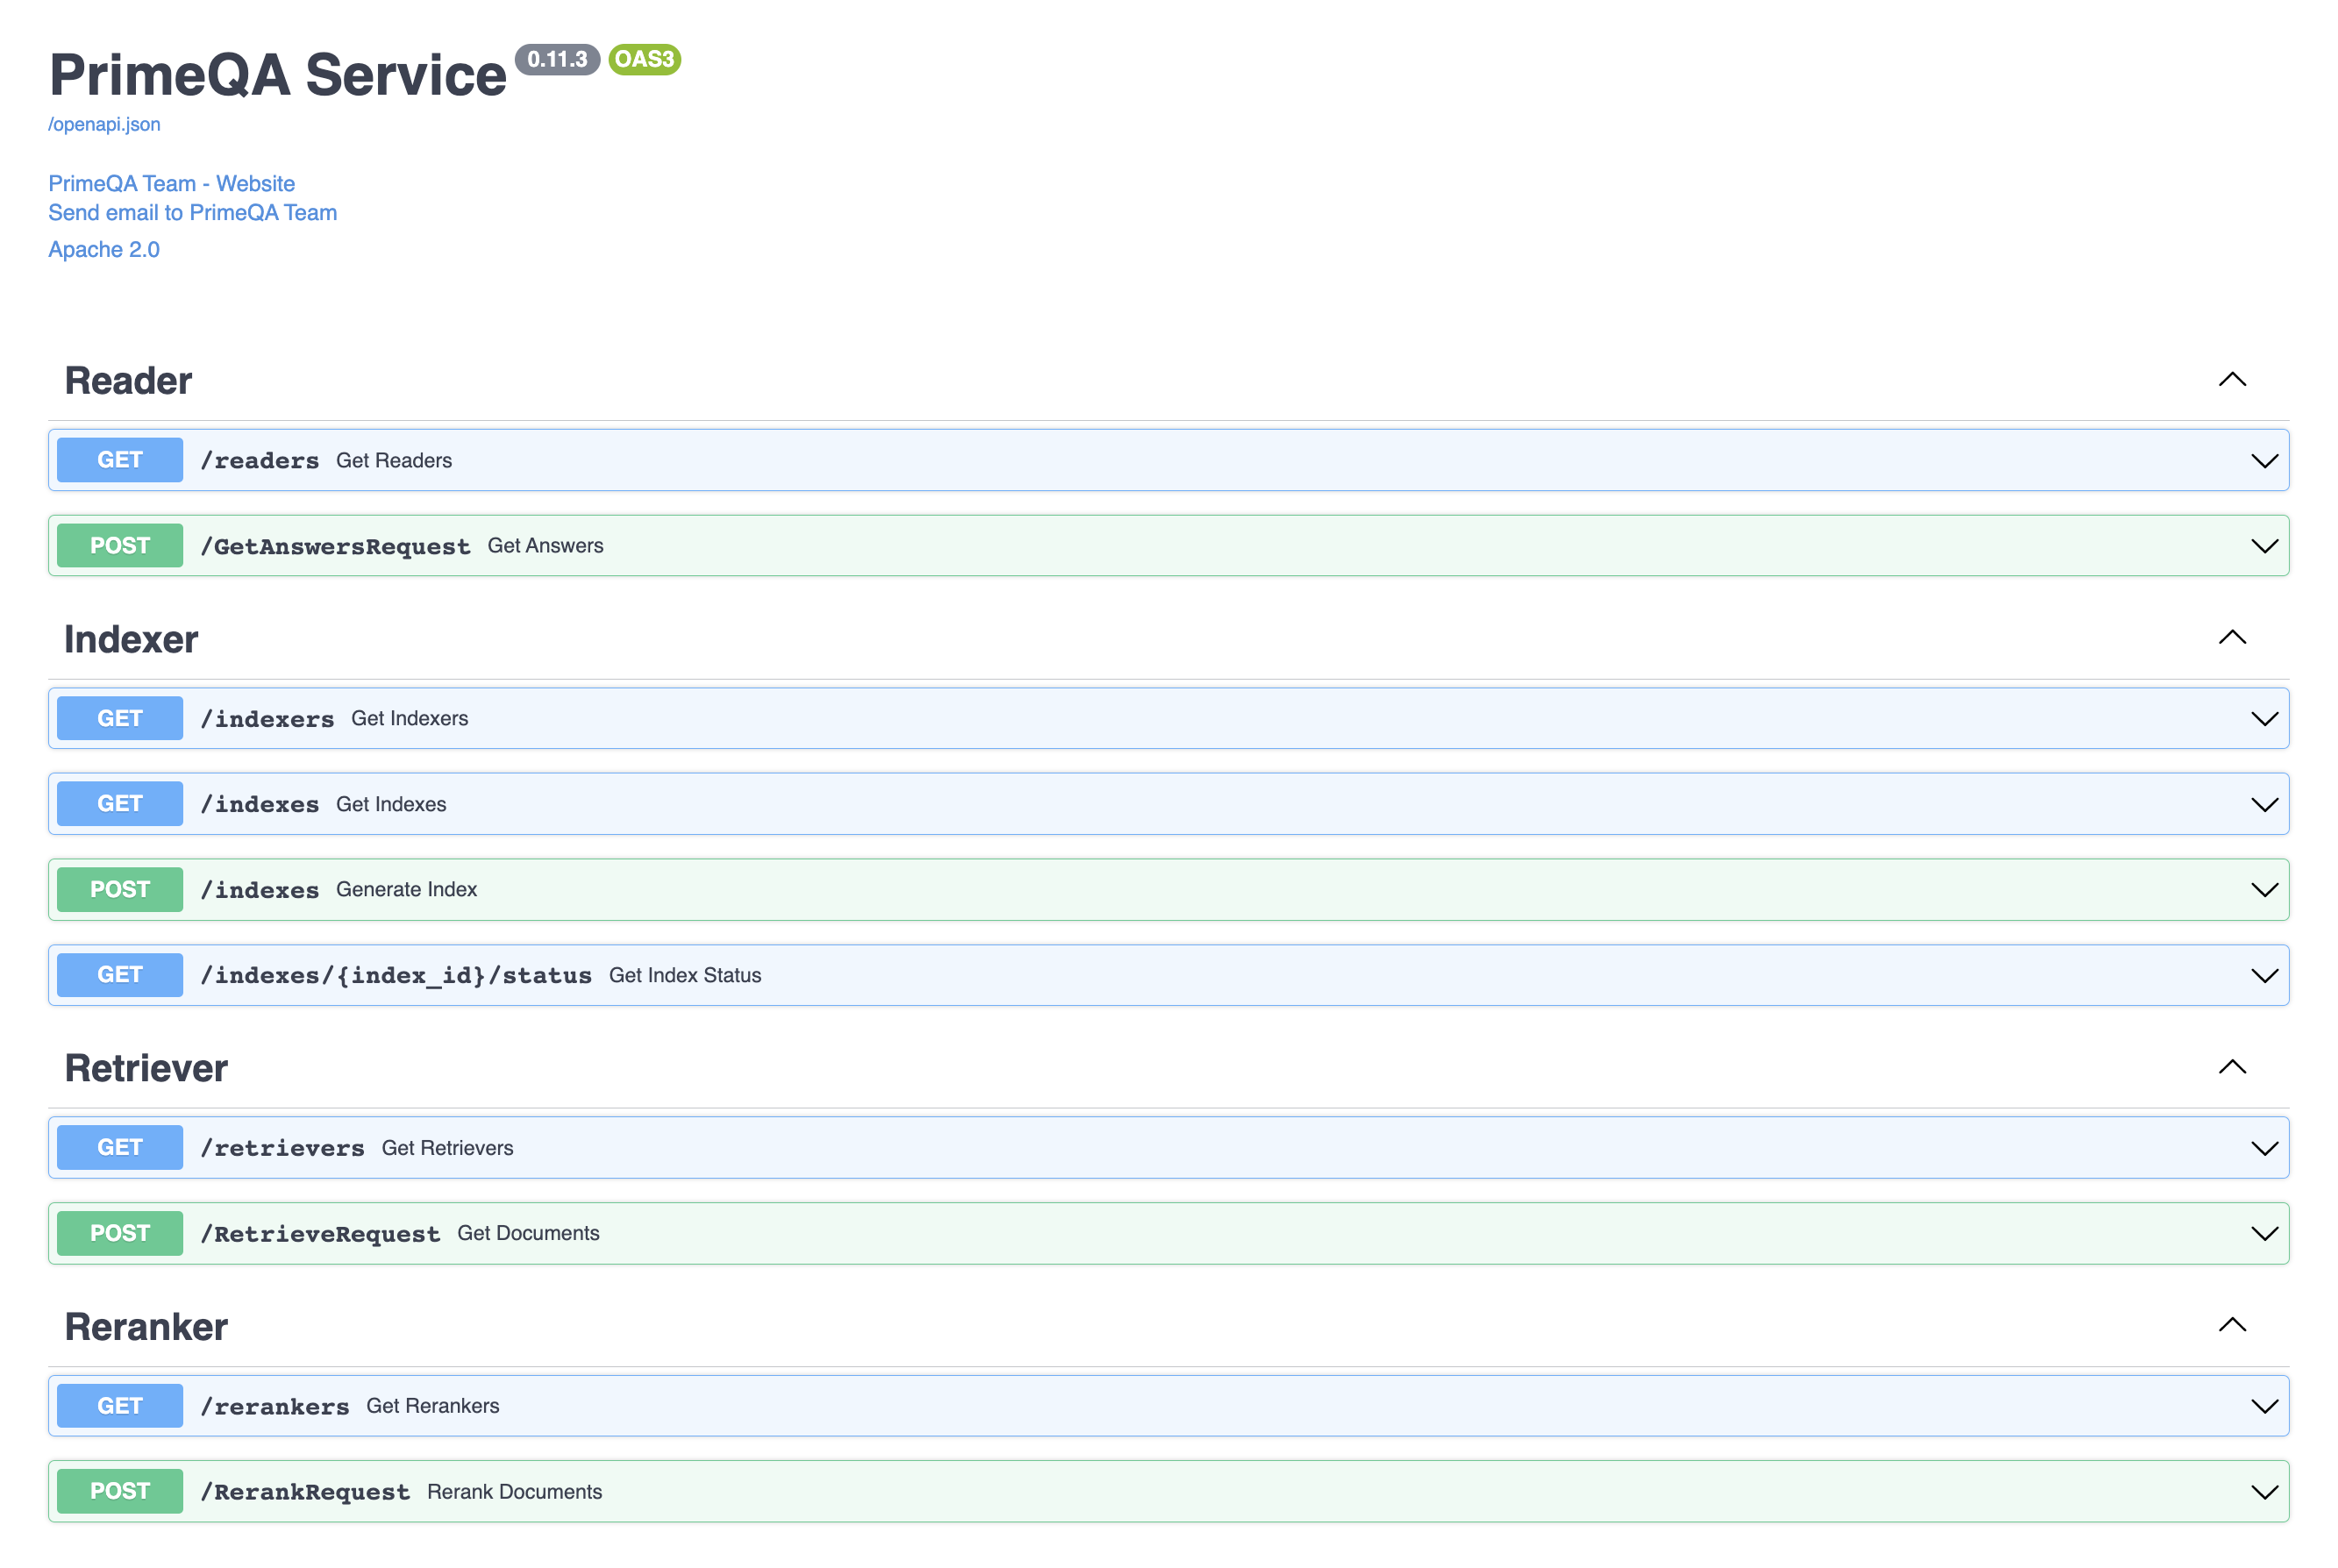 PrimeQA Service 0.11.3 OAS3
/openapi.json
PrimeQA Team - Website
Send email to PrimeQA Team
Apache 2.0
Reader
GET /readers Get Readers
POST /GetAnswersRequest Get Answers
Indexer
GET /indexers Get Indexers
GET /indexes Get Indexes
POST /indexes Generate Index
GET /indexes/{index_id}/status Get Index Status
Retriever
GET /retrievers Get Retrievers
POST /RetrieveRequest Get Documents
Reranker
GET /rerankers Get Rerankers
POST /RerankRequest Rerank Documents